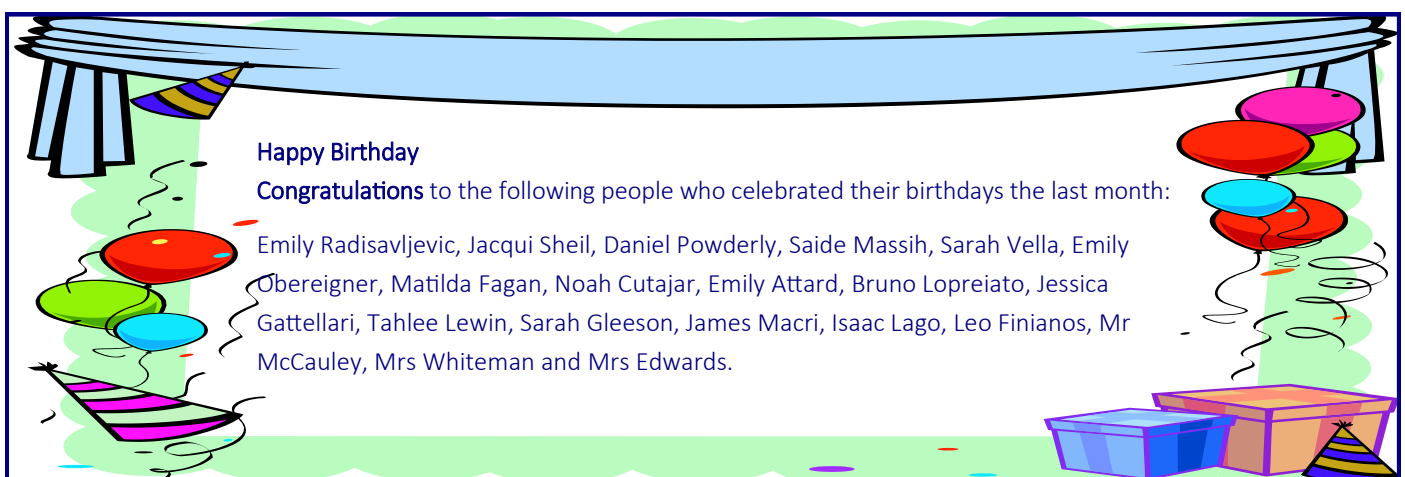 Happy Birthday
Congratulations to the following people who celebrated their birthdays the last month:
Emily Radisavljevic, Jacqui Sheil, Daniel Powderly, Saide Massih, Sarah Vella, Emily
Obereigner, Matilda Fagan, Noah Cutajar, Emily Attard, Bruno Lopreiato, Jessica
Gattellari, Tahlee Lewin, Sarah Gleeson, James Macri, Isaac Lago, Leo Finianos, Mr
McCauley, Mrs Whiteman and Mrs Edwards.